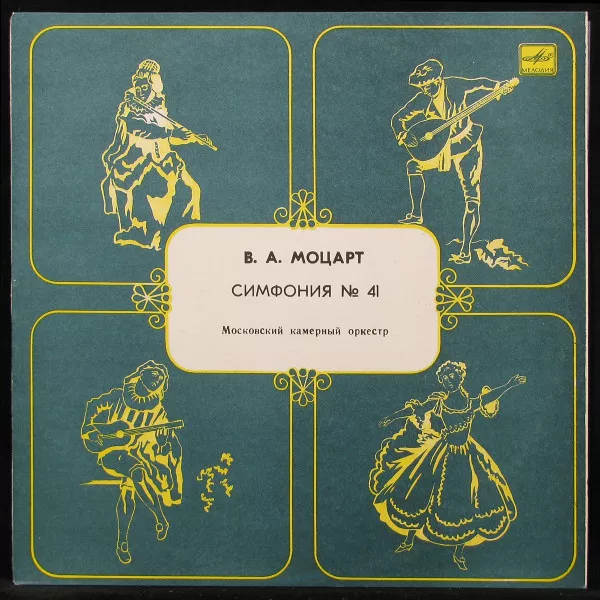 МЕЛОДИЯ
В. А. МОЦАРТ
СИМФОНИЯ № 41
Московский камерный оркестр